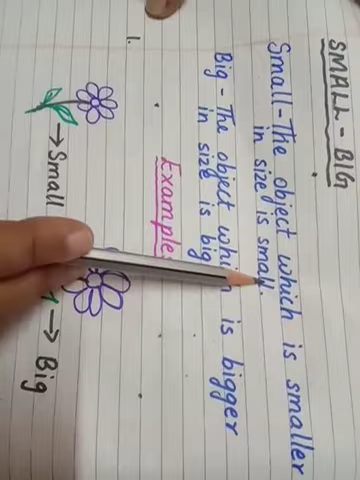 SMALL - BIG
Small - The object which is smaller
in size is small.
Big - The object which is bigger
in size is big
Example
1.
→ Small
→ Big